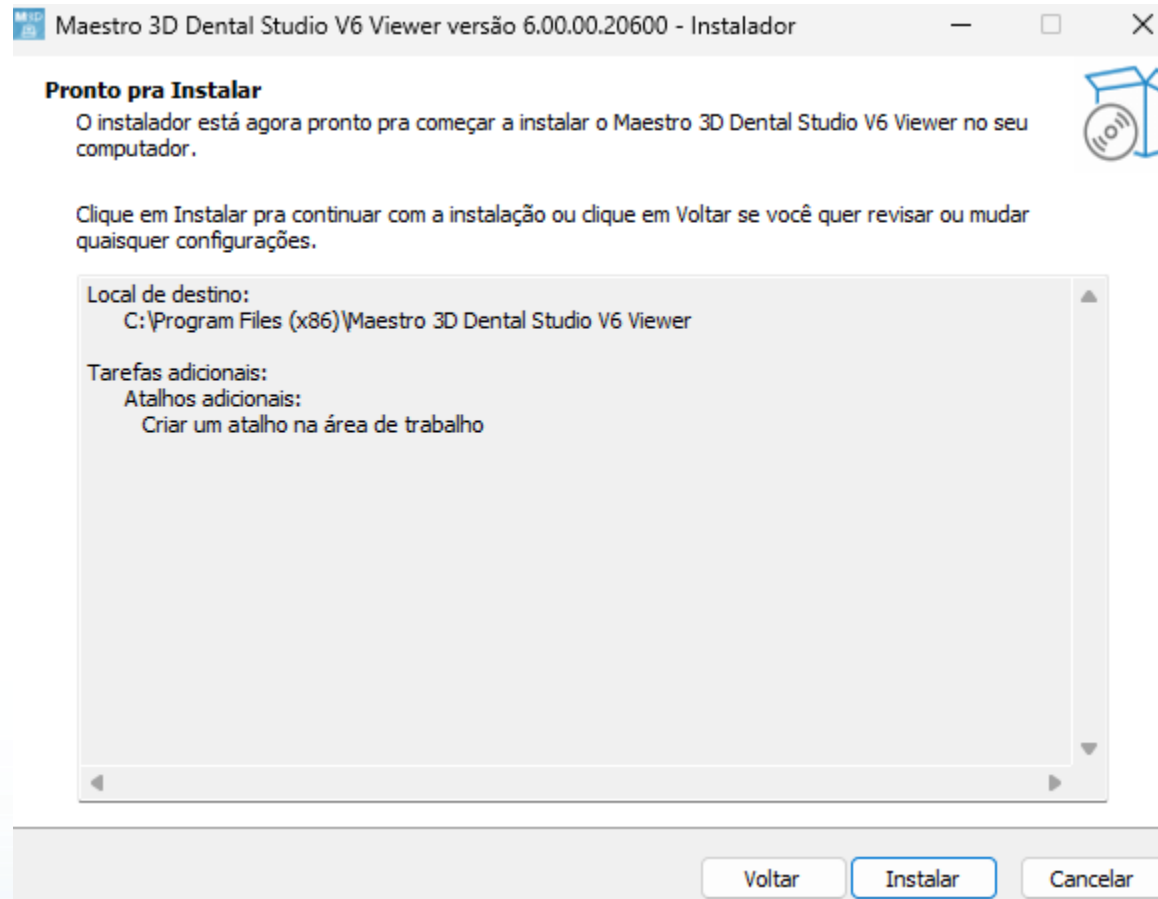 Maestro 3D Dental Studio V6 Viewer versão 6.00.00.20600 - Instalador
Pronto pra Instalar
O instalador está agora pronto pra começar a instalar o Maestro 3D Dental Studio V6 Viewer no seu
computador.
Clique em Instalar pra continuar com a instalação ou clique em Voltar se você quer revisar ou mudar
quaisquer configurações.
Local de destino:
C:\Program Files (x86)\Maestro 3D Dental Studio V6 Viewer
Tarefas adicionais:
Atalhos adicionais:
Criar um atalho na área de trabalho
Voltar
Instalar
Cancelar